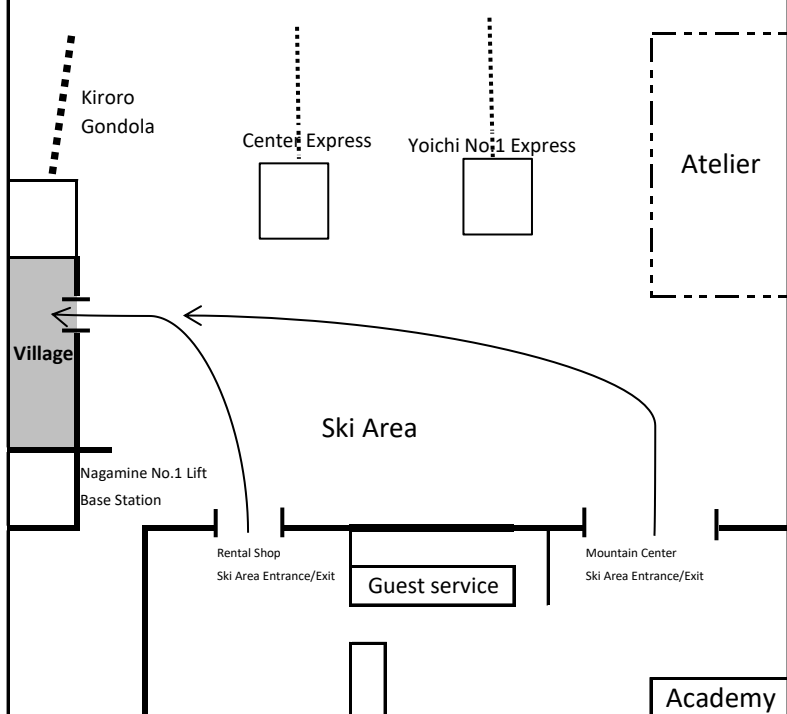 Kiroro
Gondola
Center Express
Yoichi No.1 Express
Atelier
Village
Ski Area
Nagamine No.1 Lift
Base Station
Rental Shop
Ski Area Entrance/Exit
Mountain Center
Ski Area Entrance/Exit
Guest service
Academy